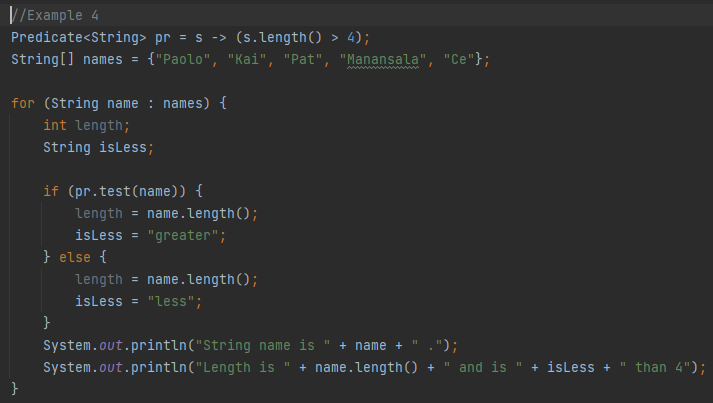 //Example 4
Predicate<String> pr = s -> (s.length() > 4);
String[] names = {"Paolo", "Kai", "Pat", "Manansala", "Ce"};

for (String name : names) {
    int length;
    String isLess;

    if (pr.test(name)) {
        length = name.length();
        isLess = "greater";
    } else {
        length = name.length();
        isLess = "less";
    }
    System.out.println("String name is " + name + " .");
    System.out.println("Length is " + name.length() + " and is " + isLess + " than 4");
}